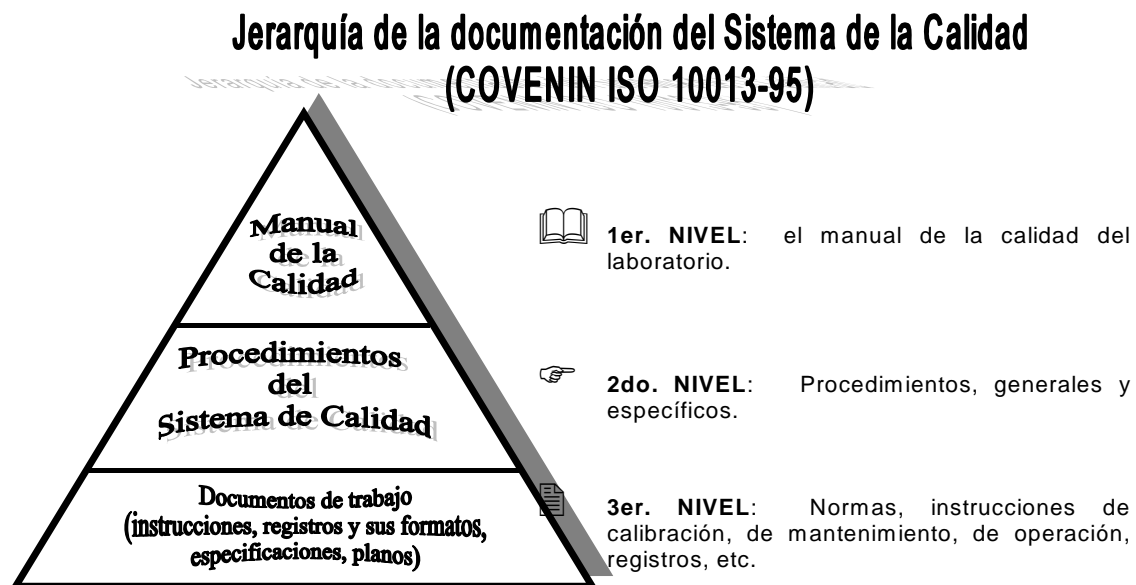 Jerarquía de la documentación del Sistema de la Calidad
(COVENIN ISO 10013-95)
Manual
de la
Calidad
1er. NIVEL: el manual de la calidad del
laboratorio.
Procedimientos
del
Sistema de Calidad
2do. NIVEL: Procedimientos, generales y
específicos.
Documentos de trabajo
(instrucciones, registros y sus formatos,
especificaciones, planos)
3er. NIVEL: Normas, instrucciones de
calibración, de mantenimiento, de operación,
registros, etc.